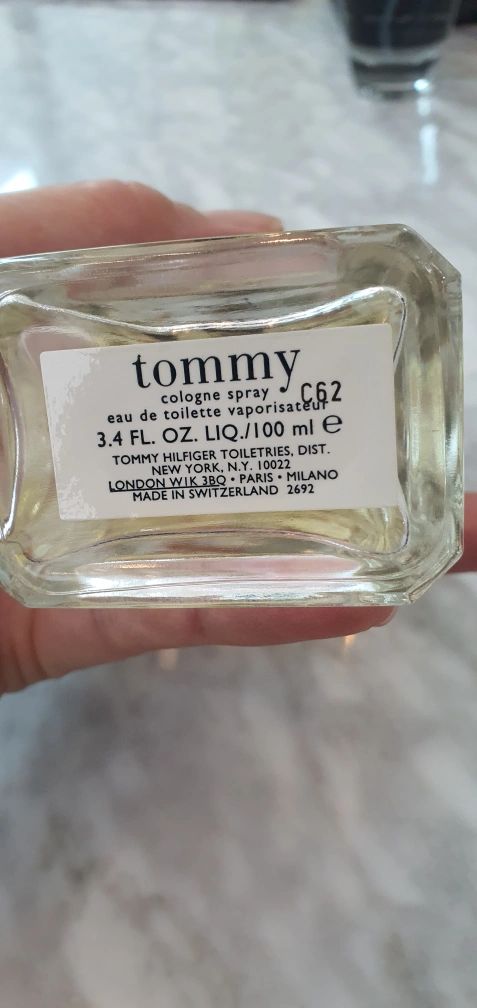 tommy
cologne spray
C62
eau de toilette vaporisateur
3.4 FL. OZ. LIQ./100 ml ℮
TOMMY HILFIGER TOILETRIES, DIST.
NEW YORK, N.Y. 10022
LONDON W1K 3BQ • PARIS • MILANO
MADE IN SWITZERLAND 2692